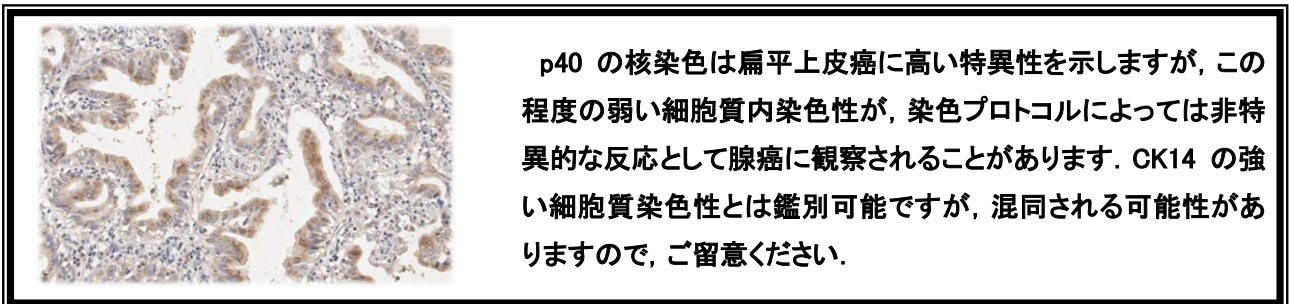 p40 の核染色は扁平上皮癌に高い特異性を示しますが, この
程度の弱い細胞質内染色性が, 染色プロトコルによっては非特
異的な反応として腺癌に観察されることがあります. CK14 の強
い細胞質染色性とは鑑別可能ですが, 混同される可能性があ
りますので, ご留意ください.